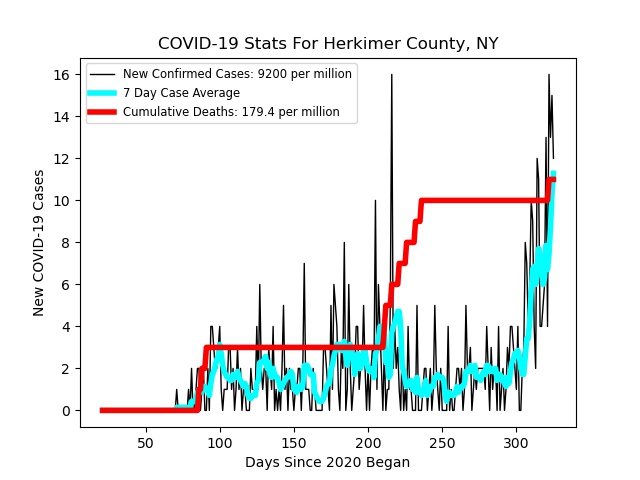 COVID-19 Stats For Herkimer County, NY
New Confirmed Cases: 9200 per million
7 Day Case Average
Cumulative Deaths: 179.4 per million
New COVID-19 Cases
16
14
12
10
8
6
4
2
0
50 100 150 200 250 300
Days Since 2020 Began